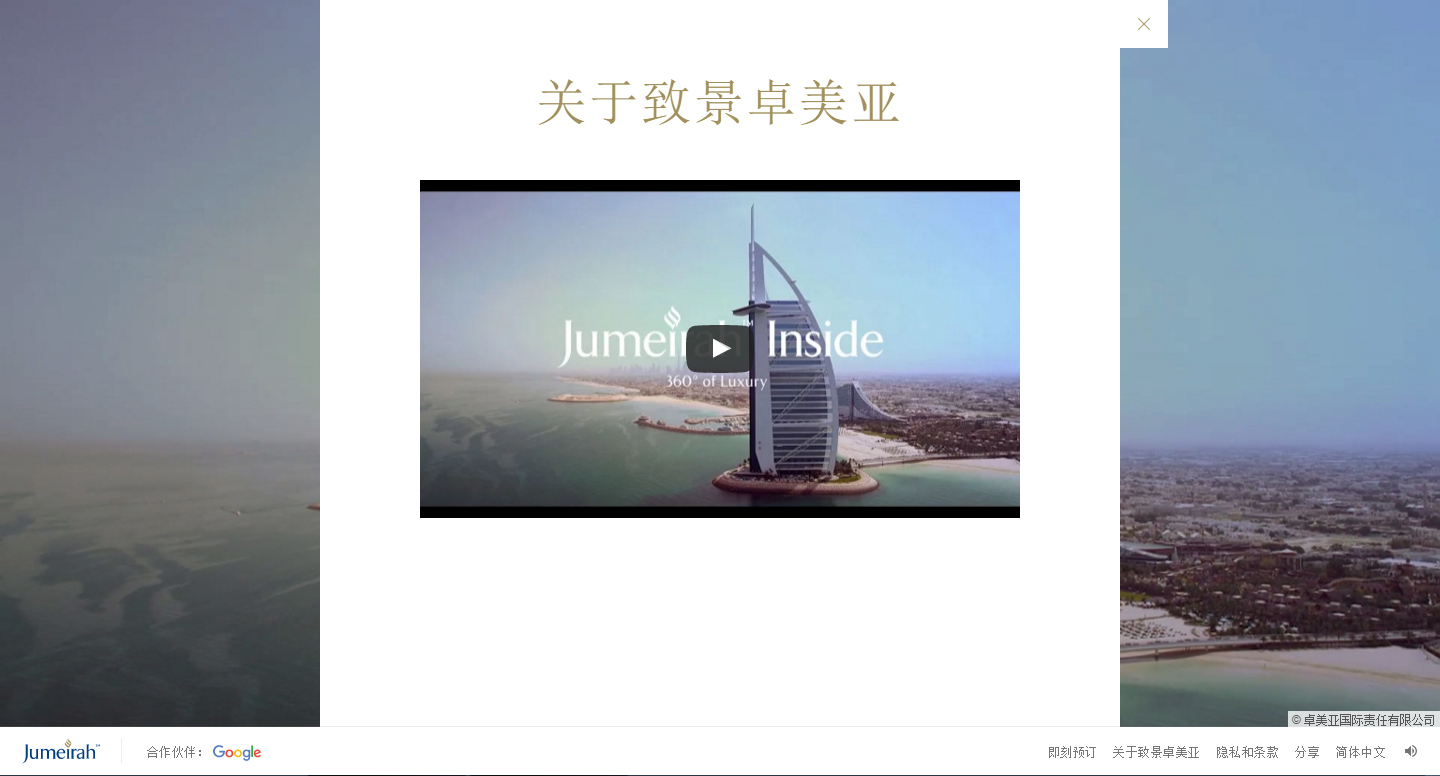 关于致景卓美亚
Jumeirah™ Inside
360° of Luxury
© 卓美亚国际责任有限公司
Jumeirah
合作伙伴： Google
即刻预订 关于致景卓美亚 隐私和条款 分享 简体中文